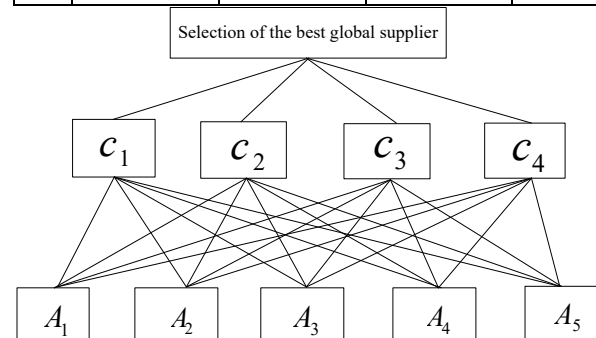 Selection of the best global supplier
c1 c2 c3 c4
A1 A2 A3 A4 A5